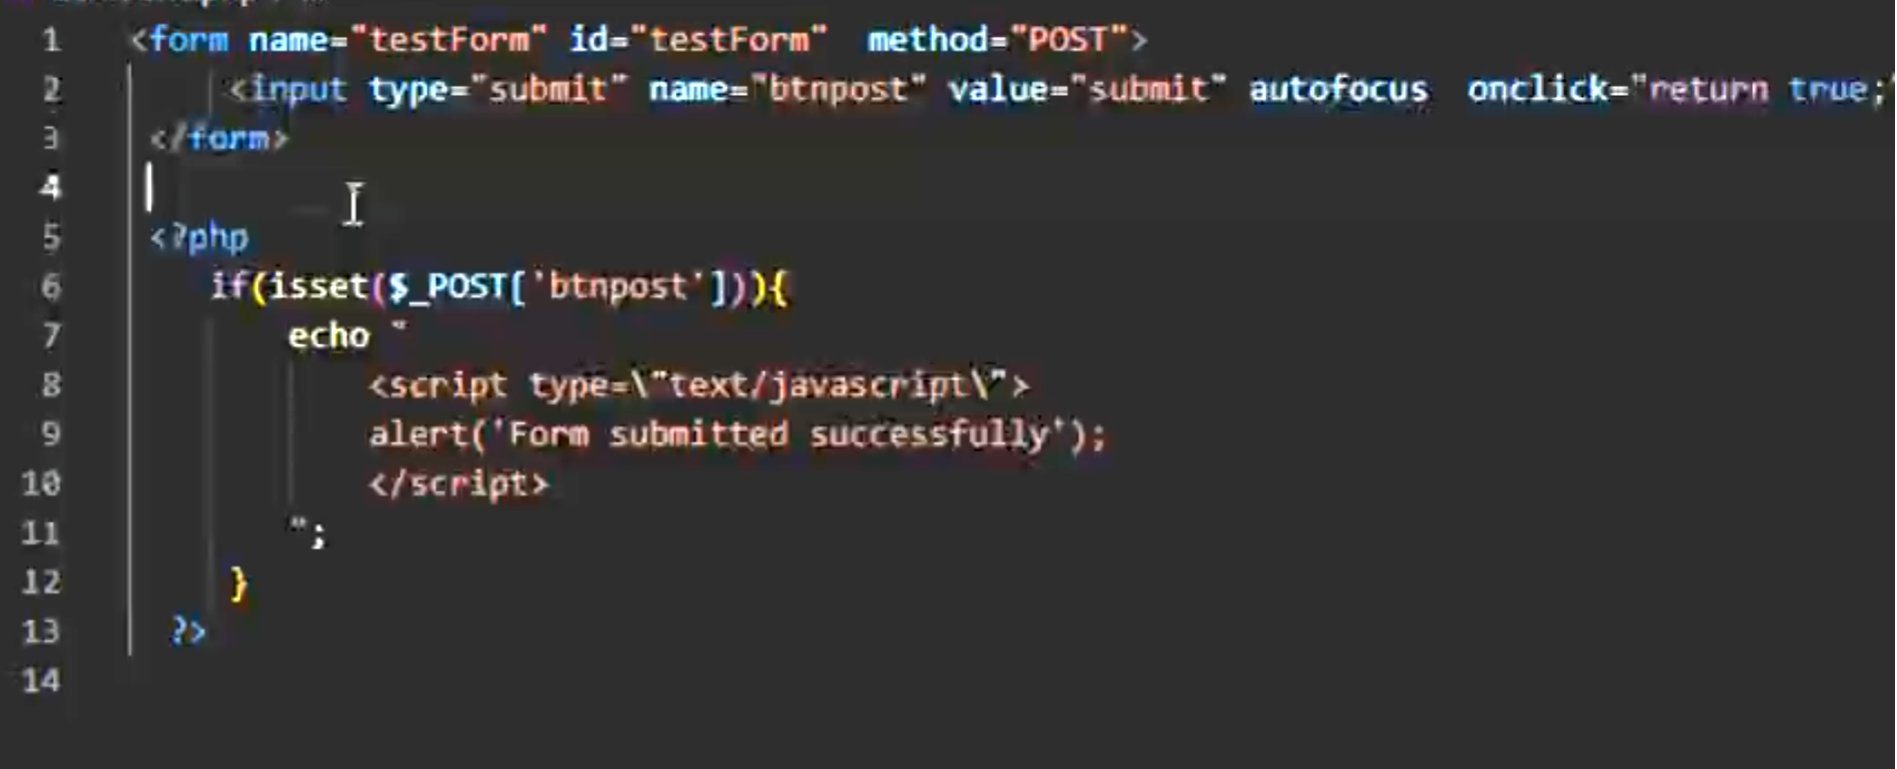 1 <form name="testForm" id="testForm"  method="POST">
2 <input type="submit" name="btnpost" value="submit" autofocus  onclick="return true;"
3 </form>
4
5 <?php
6 if(isset($_POST['btnpost'])){
7 echo "
8 <script type=\"text/javascript\">
9 alert('Form submitted successfully');
10 </script>
11 ";
12 }
13 ?>
14